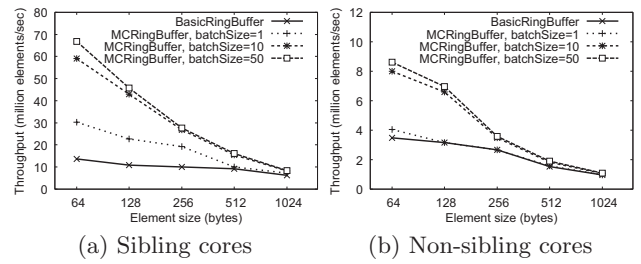 Throughput (million elements/sec)
80
70
60
50
40
30
20
10
0
BasicRingBuffer
MCRingBuffer, batchSize=1
MCRingBuffer, batchSize=10
MCRingBuffer, batchSize=50
64 128 256 512 1024
Element size (bytes)
(a) Sibling cores
Throughput (million elements/sec)
12
10
8
6
4
2
0
BasicRingBuffer
MCRingBuffer, batchSize=1
MCRingBuffer, batchSize=10
MCRingBuffer, batchSize=50
64 128 256 512 1024
Element size (bytes)
(b) Non-sibling cores